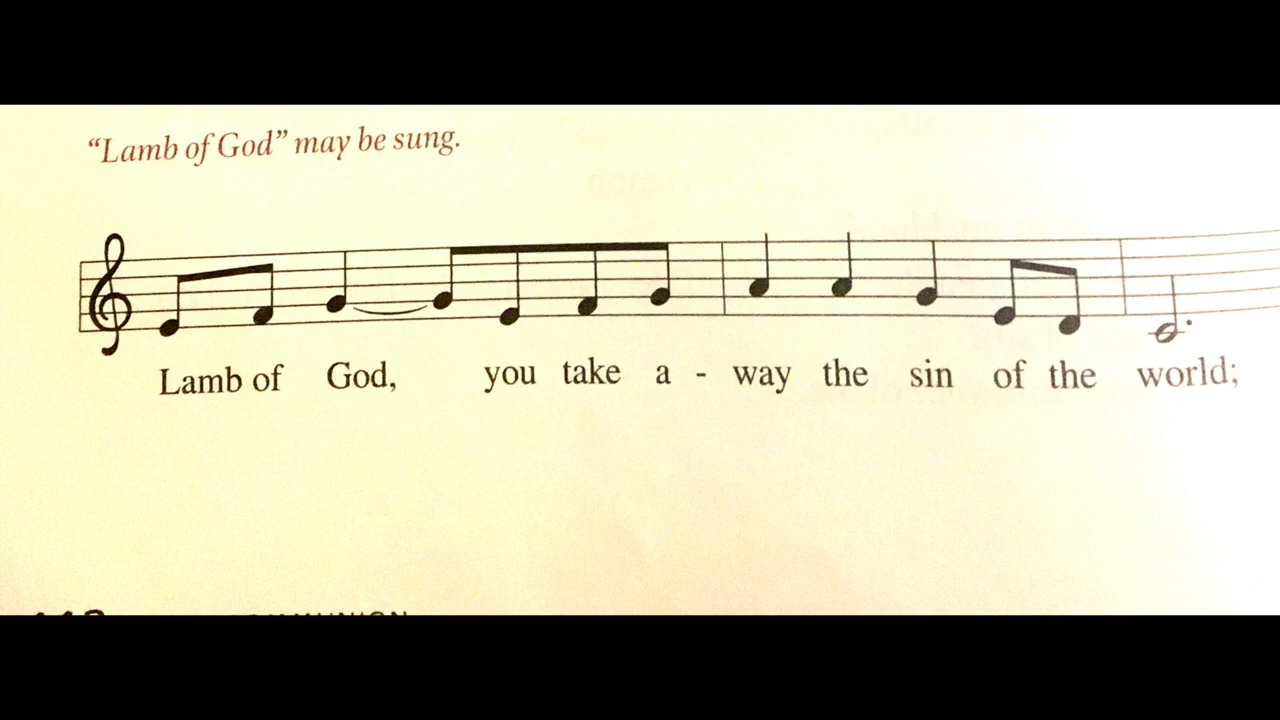 “Lamb of God” may be sung.
Lamb of God, you take a - way the sin of the world;